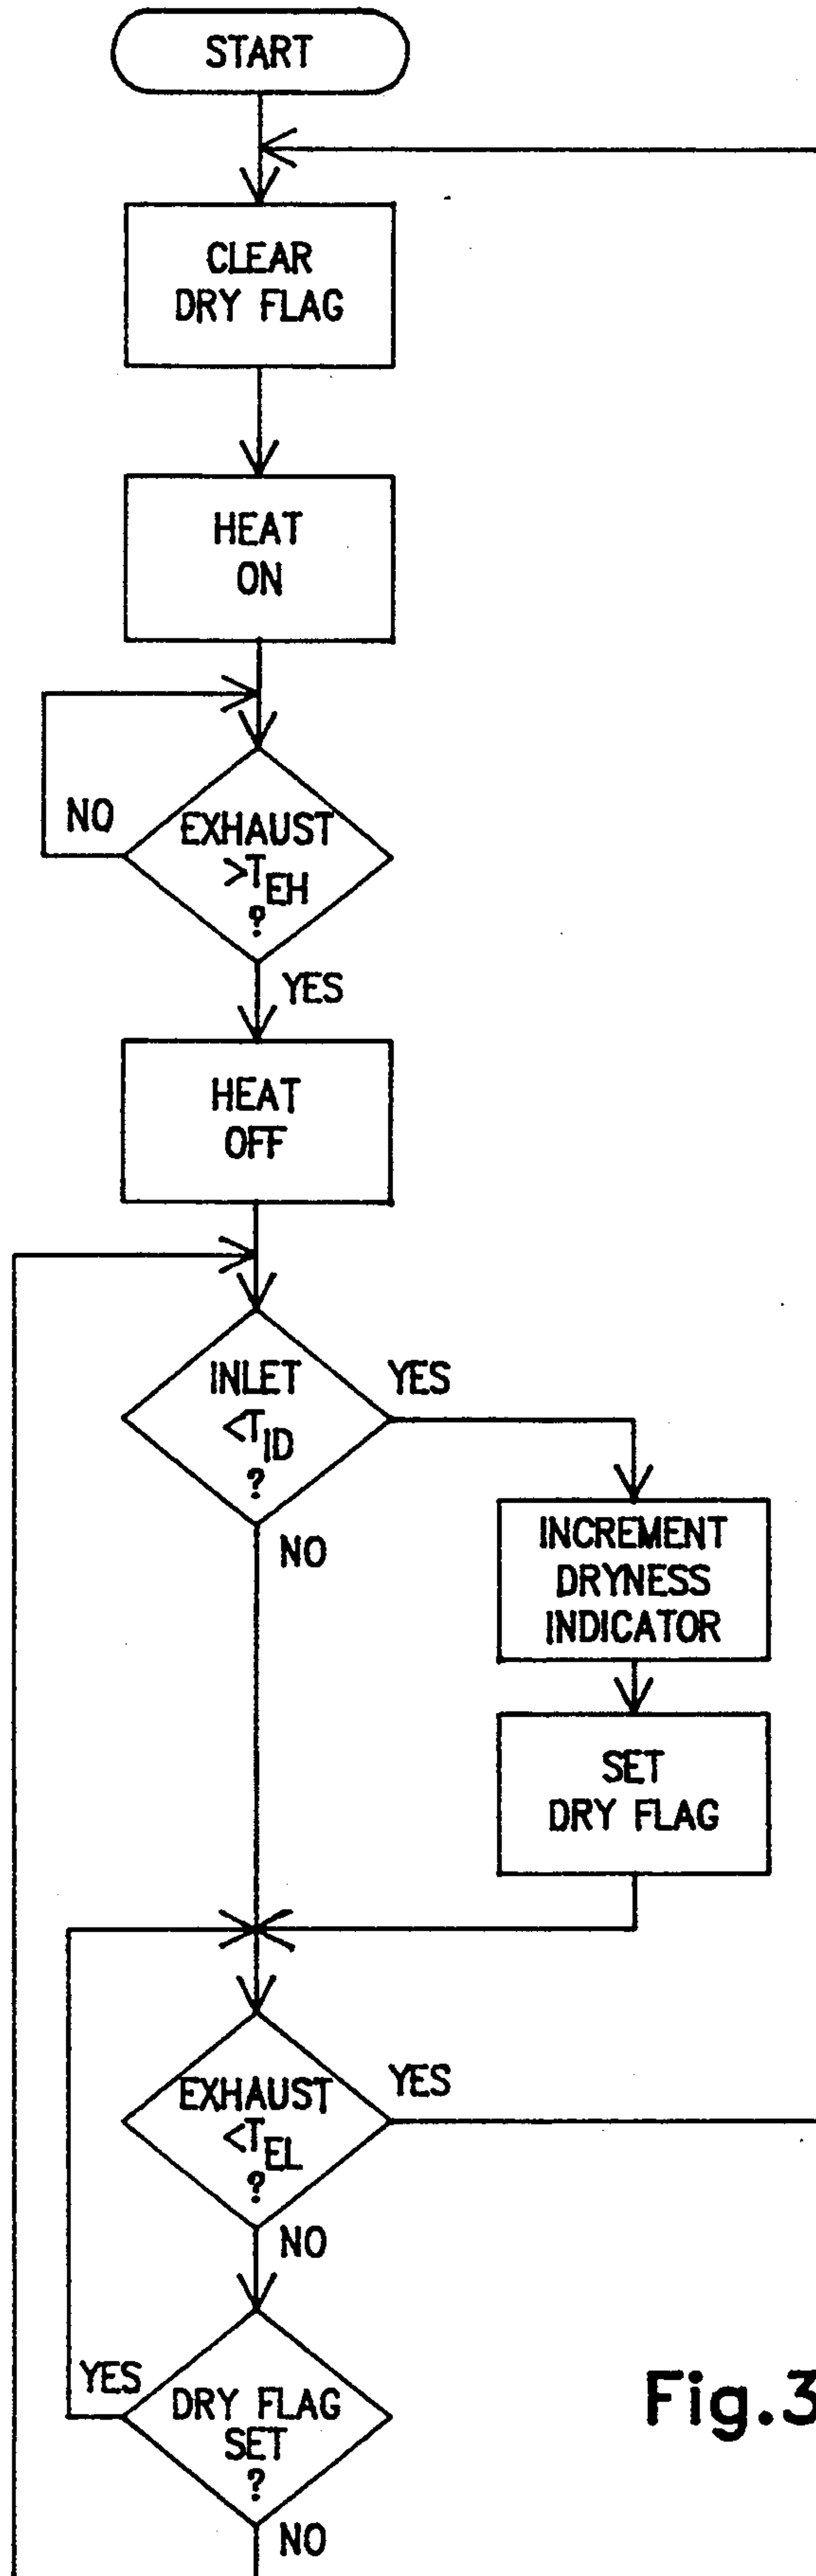 START
CLEAR
DRY FLAG
HEAT
ON
NO
EXHAUST
>TEH
?
YES
HEAT
OFF
INLET
<TID
?
YES
NO
INCREMENT
DRYNESS
INDICATOR
SET
DRY FLAG
EXHAUST
<TEL
?
YES
NO
YES
DRY FLAG
SET
?
NO
Fig.3